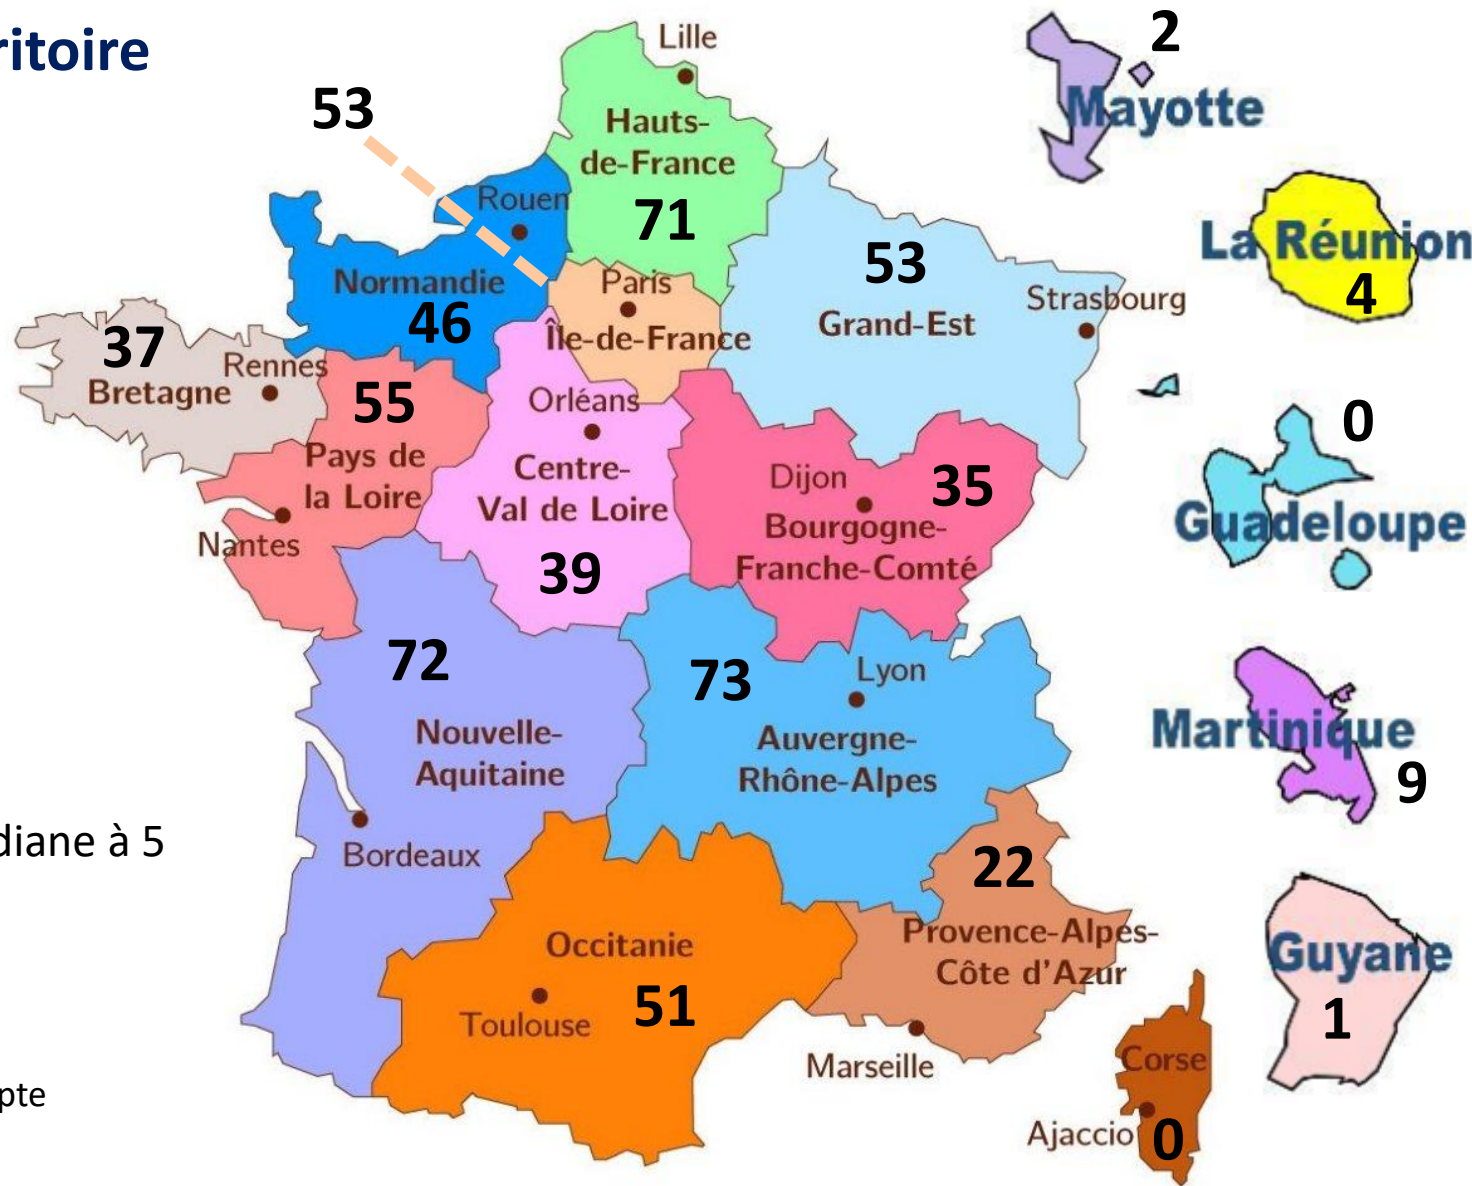 ritoire
Lille
2
Mayotte
53
Hauts-
de-France
71
Rouen
La Réunion
4
Normandie
46
Paris
Île-de-France
53
Grand-Est
Strasbourg
37
Bretagne
Rennes
55
Pays de
la Loire
Nantes
Orléans
Centre-
Val de Loire
39
Dijon
35
Bourgogne-
Franche-Comté
0
Guadeloupe
72
Nouvelle-
Aquitaine
Bordeaux
73
Lyon
Auvergne-
Rhône-Alpes
Martinique
9
diane à 5
22
Provence-Alpes-
Côte d'Azur
Marseille
Occitanie
51
Toulouse
Guyane
1
pte
Corse
Ajaccio
0